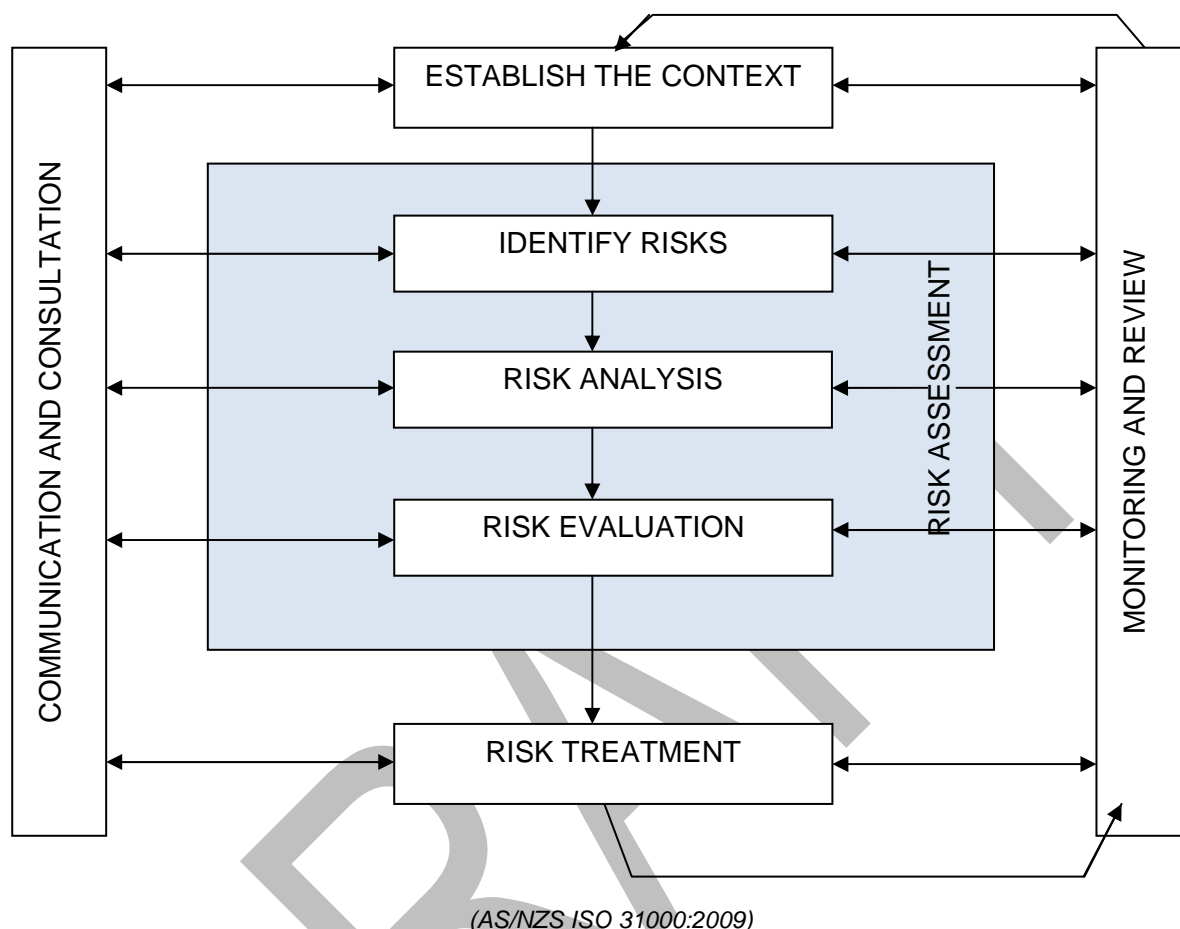 ESTABLISH THE CONTEXT
COMMUNICATION AND CONSULTATION
IDENTIFY RISKS
RISK ANALYSIS
RISK EVALUATION
RISK ASSESSMENT
MONITORING AND REVIEW
RISK TREATMENT
(AS/NZS ISO 31000:2009)